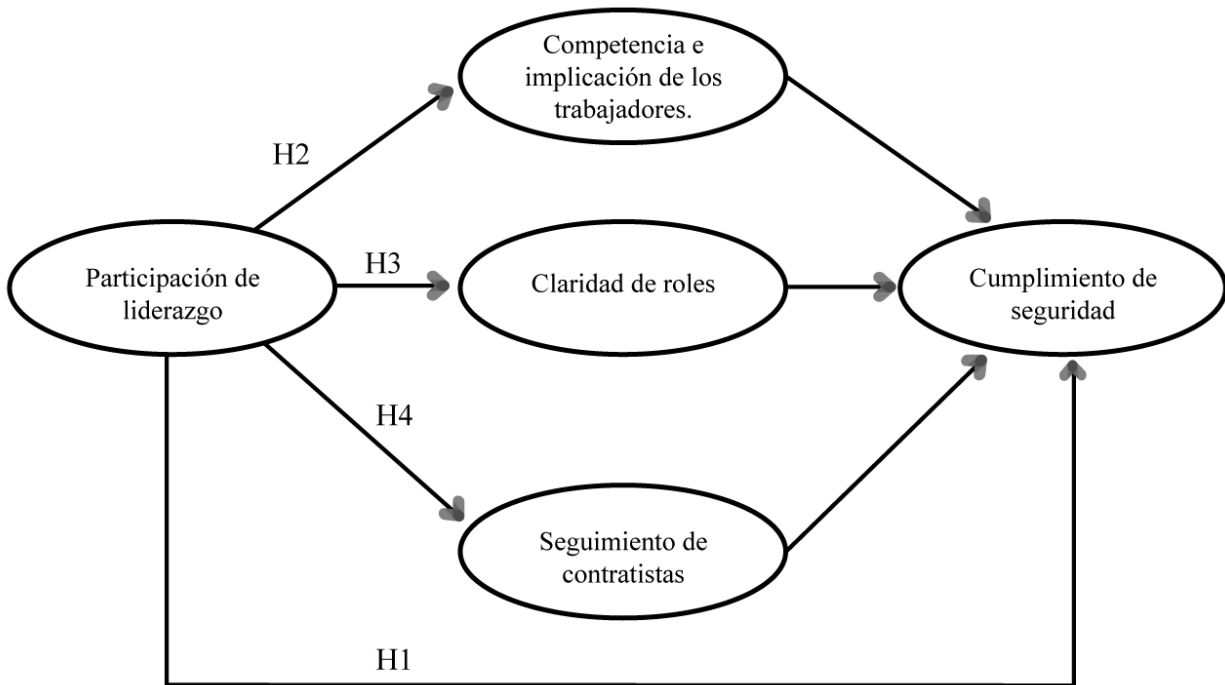 Competencia e
implicación de los
trabajadores.
H2
Participación de
liderazgo
H3
Claridad de roles
Cumplimiento de
seguridad
H4
Seguimiento de
contratistas
H1